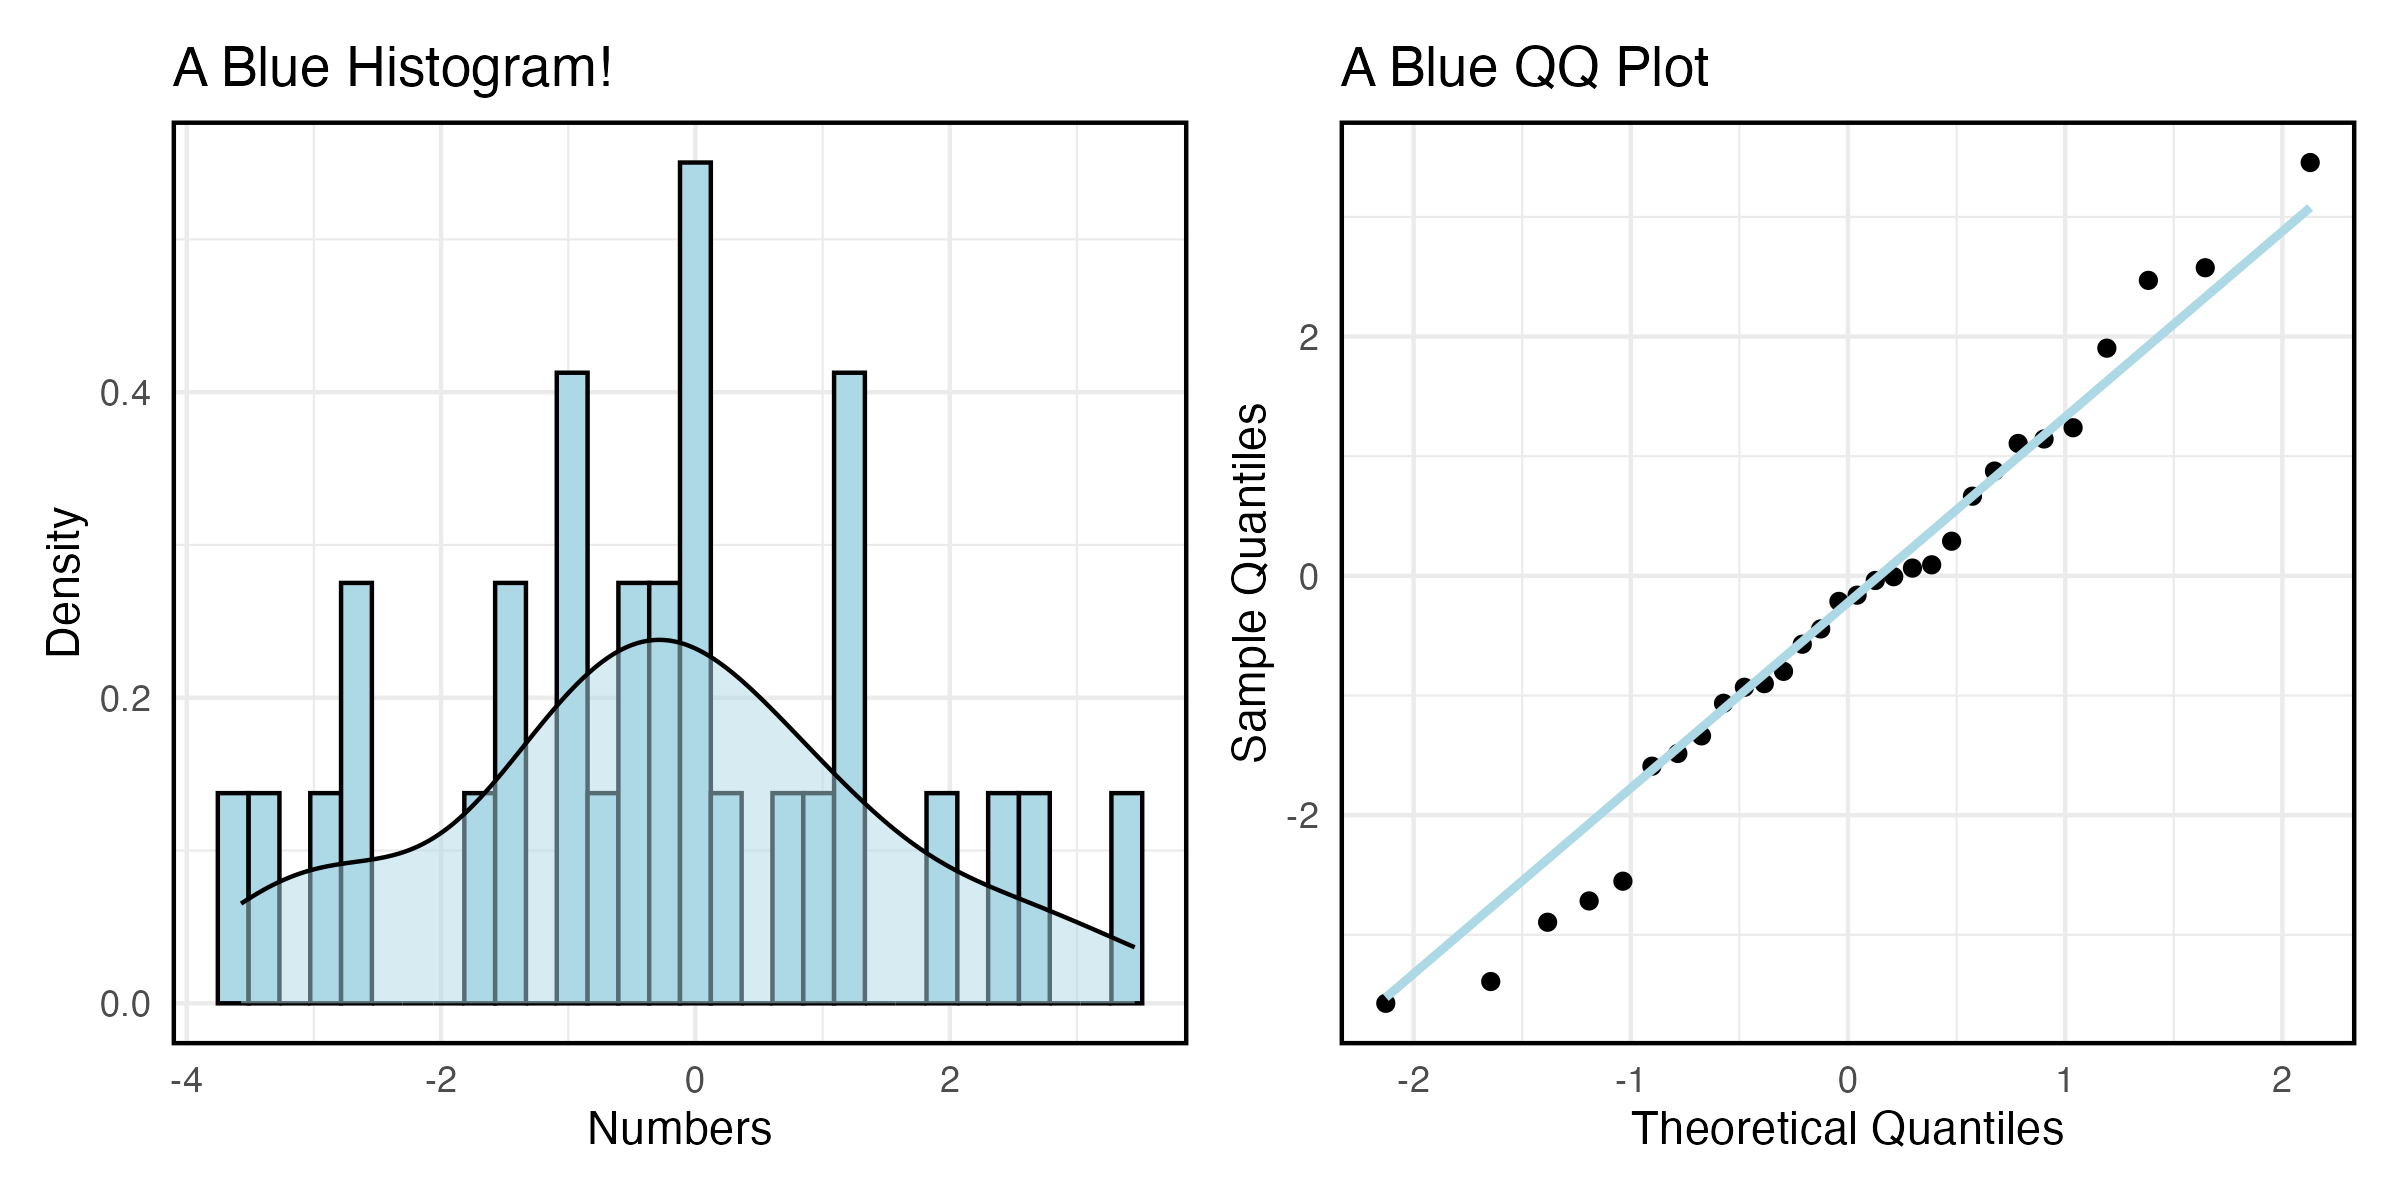 A Blue Histogram!
Density
0.4
0.2
0.0
-4 -2 0 2
Numbers
A Blue QQ Plot
Sample Quantiles
2
0
-2
-2 -1 0 1 2
Theoretical Quantiles